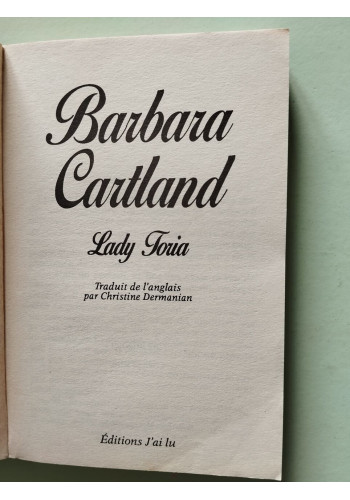 Barbara
Cartland
Lady Toria
Traduit de l'anglais
par Christine Dermanian
Éditions J'ai lu